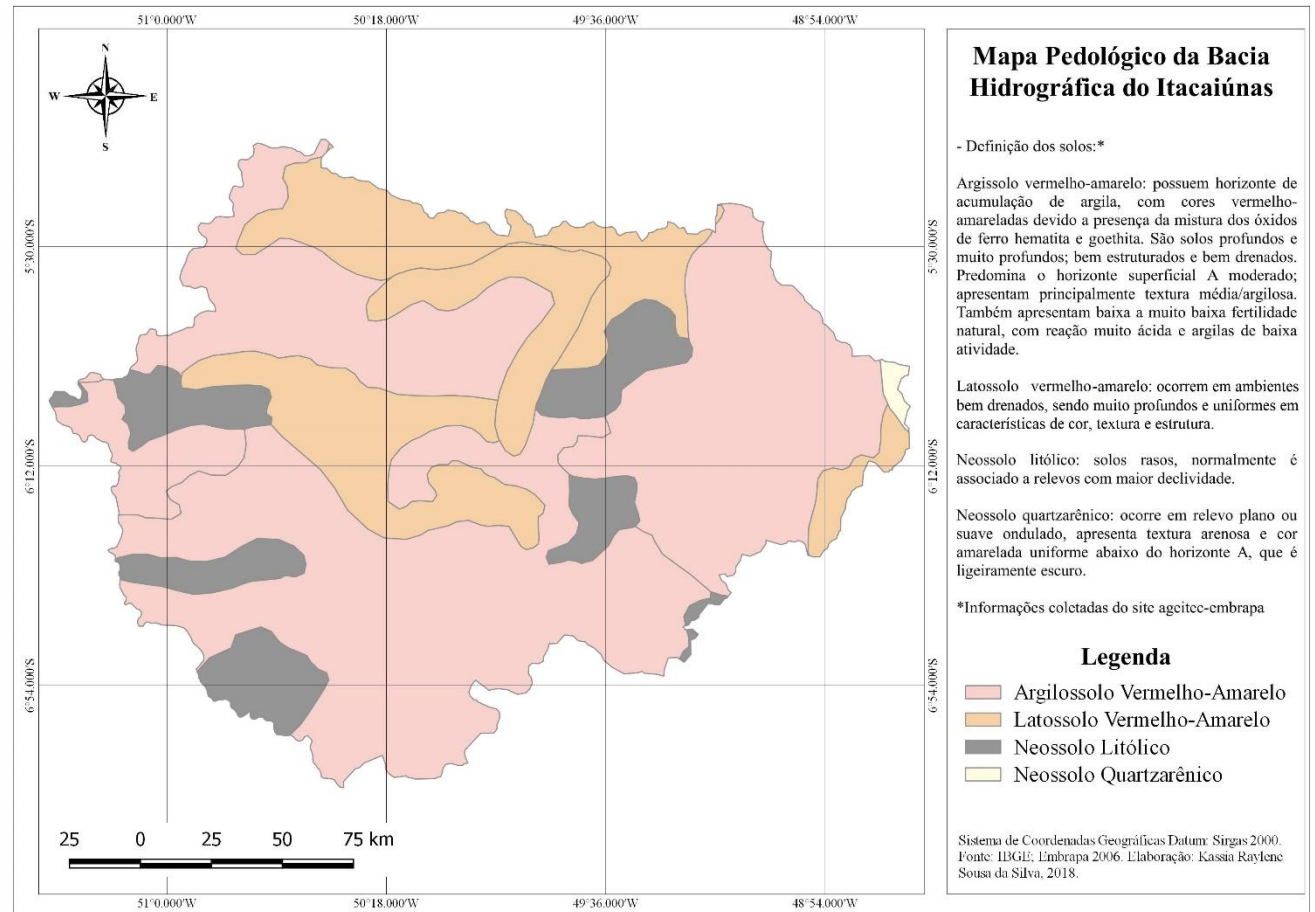 51°0.000'W 50°18.000'W 49°36.000'W 48°54.000'W
N
W E
S
5°30.000'S 5°30.000'S
6°12.000'S 6°12.000'S
6°54.000'S 6°54.000'S
25 0 25 50 75 km
51°0.000'W 50°18.000'W 49°36.000'W 48°54.000'W
Mapa Pedológico da Bacia
Hidrográfica do Itacaiúnas
- Definição dos solos:*
Argissolo vermelho-amarelo: possuem horizonte de
acumulação de argila, com cores vermelho-
amareladas devido a presença da mistura dos óxidos
de ferro hematita e goethita. São solos profundos e
muito profundos; bem estruturados e bem drenados.
Predomina o horizonte superficial A moderado;
apresentam principalmente textura média/argilosa.
Também apresentam baixa a muito baixa fertilidade
natural, com reação muito ácida e argilas de baixa
atividade.
Latossolo vermelho-amarelo: ocorrem em ambientes
bem drenados, sendo muito profundos e uniformes em
características de cor, textura e estrutura.
Neossolo litólico: solos rasos, normalmente é
associado a relevos com maior declividade.
Neossolo quartzarênico: ocorre em relevo plano ou
suave ondulado, apresenta textura arenosa e cor
amarelada uniforme abaixo do horizonte A, que é
ligeiramente escuro.
*Informações coletadas do site ageitec-embrapa
Legenda
Argilossolo Vermelho-Amarelo
Latossolo Vermelho-Amarelo
Neossolo Litólico
Neossolo Quartzarênico
Sistema de Coordenadas Geográficas Datum: Sirgas 2000.
Fonte: IBGE; Embrapa 2006. Elaboração: Kassia Raylene
Sousa da Silva, 2018.